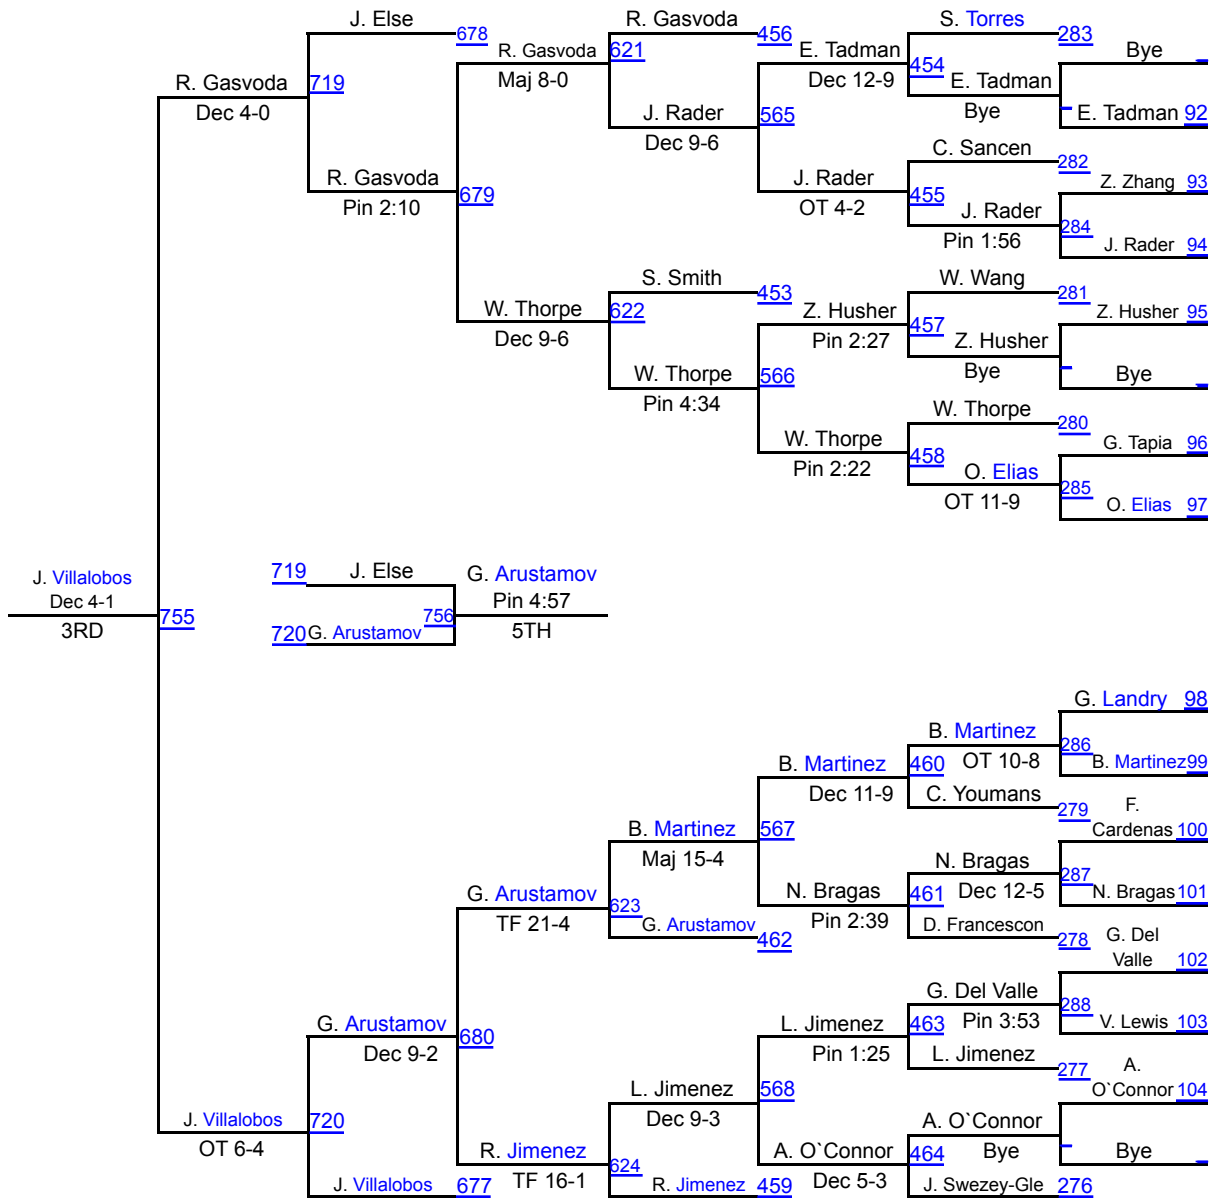 J. Else
678
R. Gasvoda
719
Dec 4-0
R. Gasvoda
Pin 2:10
679
R. Gasvoda
Maj 8-0
621
R. Gasvoda
456
J. Rader
Dec 9-6
565
E. Tadman
Dec 12-9
454
S. Torres
283
E. Tadman
Bye
Bye
E. Tadman 92
J. Rader
OT 4-2
455
C. Sancen
282
J. Rader
Pin 1:56
284
Z. Zhang 93
J. Rader 94
W. Thorpe
Dec 9-6
622
S. Smith
453
W. Thorpe
Pin 4:34
566
Z. Husher
Pin 2:27
457
W. Wang
281
Z. Husher
Bye
Z. Husher 95
Bye
W. Thorpe
Pin 2:22
458
W. Thorpe
280
O. Elias
OT 11-9
285
G. Tapia 96
O. Elias 97
J. Villalobos
Dec 4-1
3RD
755
719 J. Else
720 G. Arustamov
756
G. Arustamov
Pin 4:57
5TH
J. Villalobos
OT 6-4
720
G. Arustamov
Dec 9-2
680
J. Villalobos 677
G. Arustamov
TF 21-4
623
B. Martinez
Maj 15-4
567
G. Arustamov
462
B. Martinez
Dec 11-9
460
B. Martinez
OT 10-8
286
G. Landry 98
B. Martinez 99
C. Youmans
279
N. Bragas
Pin 2:39
461
N. Bragas
Dec 12-5
287
F.
Cardenas 100
N. Bragas 101
D. Francescon
278
R. Jimenez
TF 16-1
624
L. Jimenez
Dec 9-3
568
R. Jimenez 459
L. Jimenez
Pin 1:25
463
G. Del Valle
Pin 3:53
288
G. Del
Valle 102
V. Lewis 103
L. Jimenez
277
A. O`Connor
Dec 5-3
464
A. O`Connor
Bye
A.
O`Connor 104
Bye
J. Swezey-Gle 276